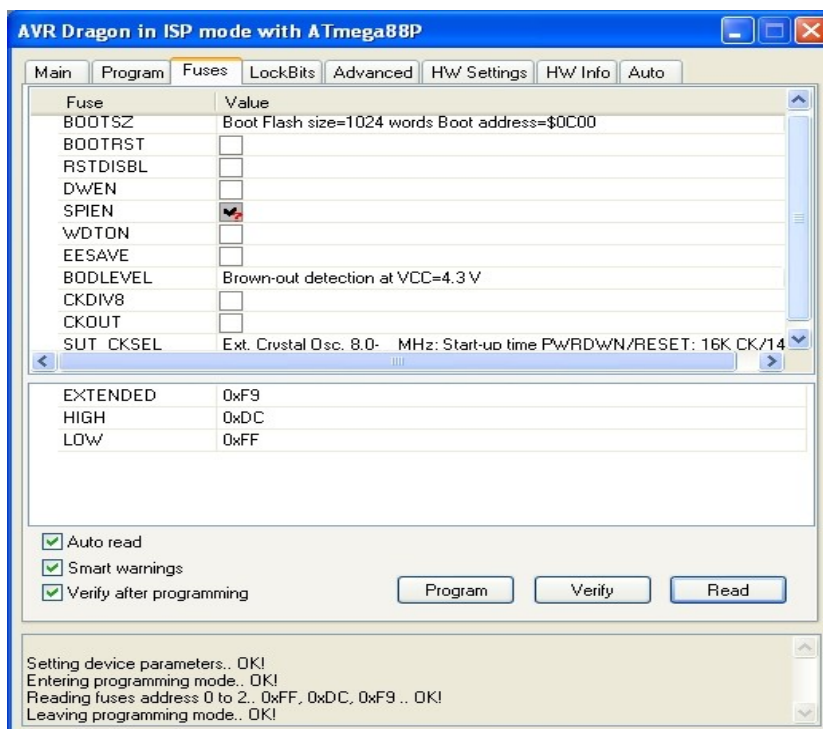 AVR Dragon in ISP mode with ATmega88P
Main Program Fuses LockBits Advanced HW Settings HW Info Auto
Fuse Value
BOOTSZ Boot Flash size=1024 words Boot address=$0C00
BOOTRST
RSTDISBL
DWEN
SPIEN
WDTON
EESAVE
BODLEVEL Brown-out detection at VCC=4.3 V
CKDIV8
CKOUT
SUT_CKSEL Ext. Crystal Osc. 8.0- MHz; Start-up time PWRDWN/RESET: 16K CK/14
EXTENDED 0xF9
HIGH 0xDC
LOW 0xFF
Auto read
Smart warnings
Verify after programming
Program Verify Read
Setting device parameters.. OK!
Entering programming mode.. OK!
Reading fuses address 0 to 2.. 0xFF, 0xDC, 0xF9 .. OK!
Leaving programming mode.. OK!